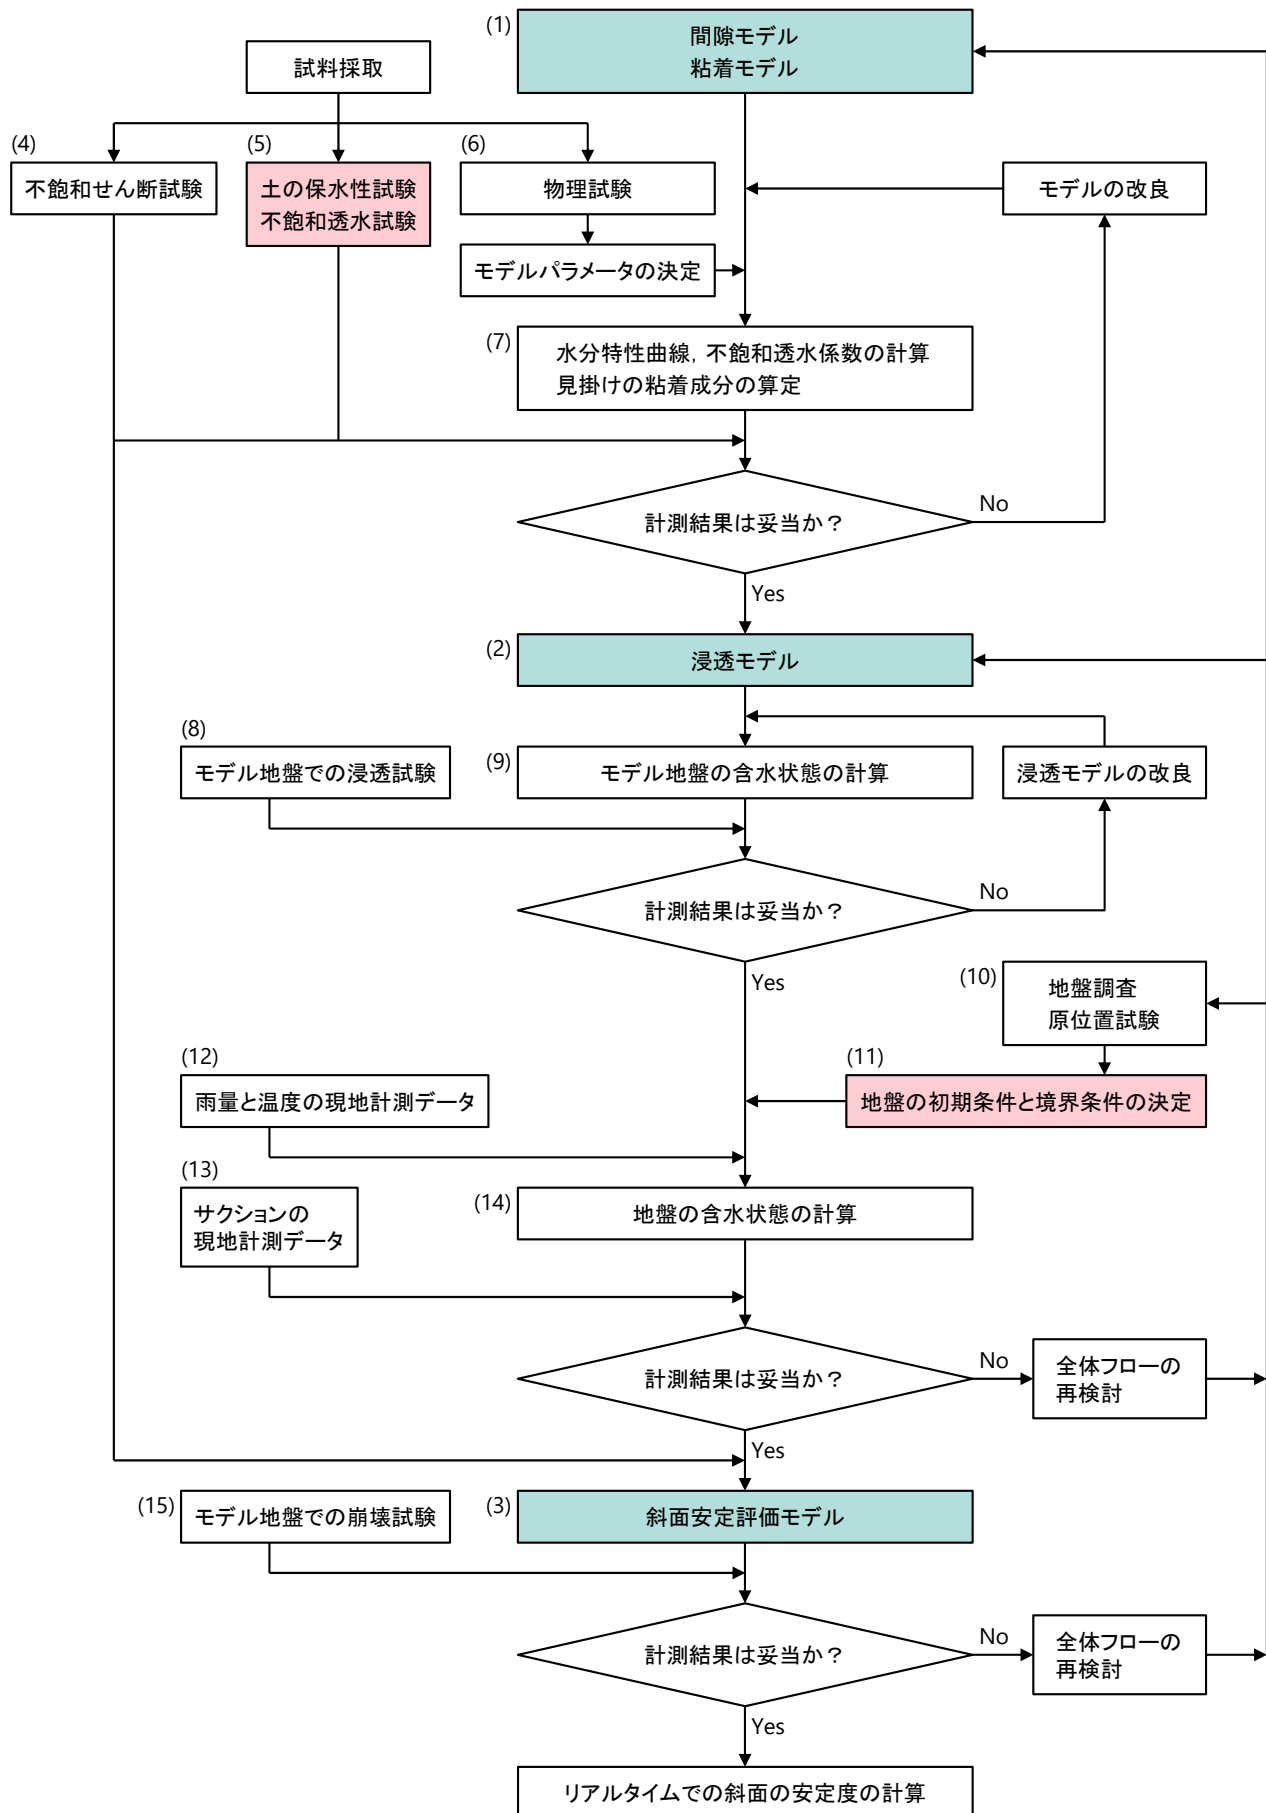 (1)
間隙モデル
粘着モデル
試料採取
(4)
不飽和せん断試験
(5)
土の保水性試験
不飽和透水試験
(6)
物理試験
モデルの改良
モデルパラメータの決定
(7)
水分特性曲線,不飽和透水係数の計算
見掛けの粘着成分の算定
計測結果は妥当か?
No
Yes
(2)
浸透モデル
(8)
モデル地盤での浸透試験
(9)
モデル地盤の含水状態の計算
浸透モデルの改良
計測結果は妥当か?
No
Yes
(10)
地盤調査
原位置試験
(11)
地盤の初期条件と境界条件の決定
(12)
雨量と温度の現地計測データ
(13)
サクションの
現地計測データ
(14)
地盤の含水状態の計算
計測結果は妥当か?
No
全体フローの
再検討
Yes
(15)
モデル地盤での崩壊試験
(3)
斜面安定評価モデル
計測結果は妥当か?
No
全体フローの
再検討
Yes
リアルタイムでの斜面の安定度の計算